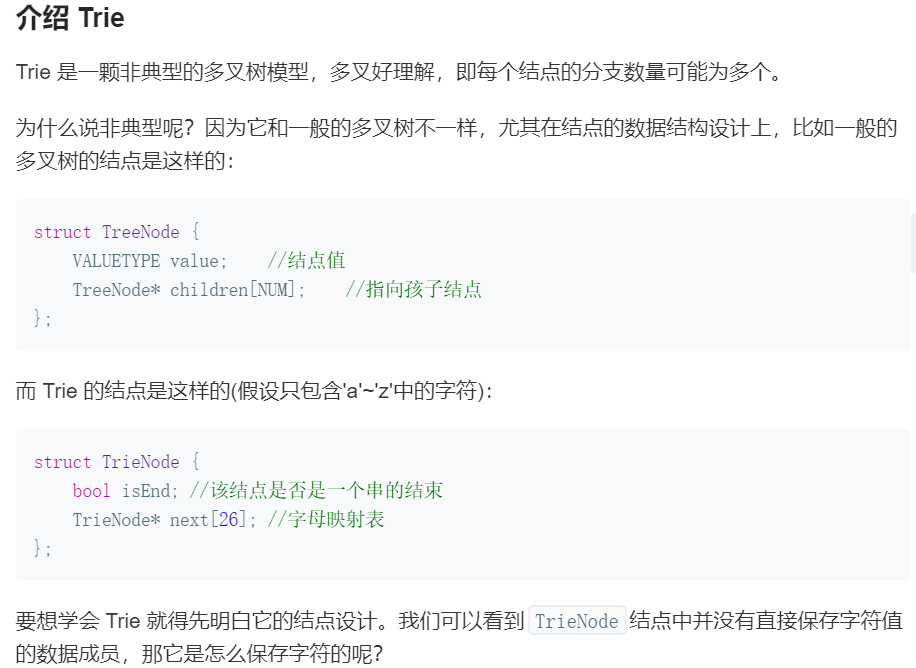 介绍 Trie
Trie 是一颗非典型的多叉树模型，多叉好理解，即每个结点的分支数量可能为多个。
为什么说非典型呢？因为它和一般的多叉树不一样，尤其在结点的数据结构设计上，比如一般的
多叉树的结点是这样的：
struct TreeNode {
    VALUETYPE value;    //结点值
    TreeNode* children[NUM];    //指向孩子结点
};
而 Trie 的结点是这样的(假设只包含'a'~'z'中的字符)：
struct TrieNode {
    bool isEnd; //该结点是否是一个串的结束
    TrieNode* next[26]; //字母映射表
};
要想学会 Trie 就得先明白它的结点设计。我们可以看到 TrieNode 结点中并没有直接保存字符值
的数据成员，那它是怎么保存字符的呢？